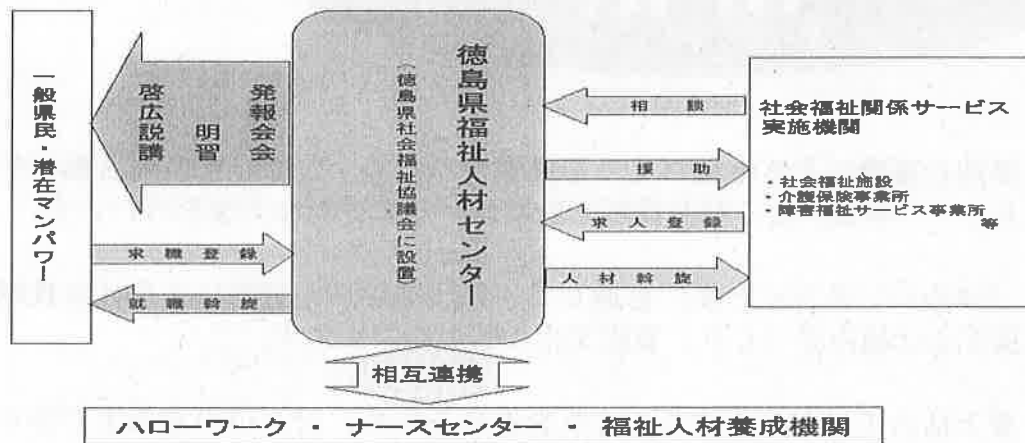 一般県民・潜在マンパワー
啓発
広報
説明会
講習会
求職登録
就職斡旋
徳島県福祉人材センター
（徳島県社会福祉協議会に設置）
相談
援助
求人登録
人材斡旋
社会福祉関係サービス
実施機関
・社会福祉施設
・介護保険事業所
・障害福祉サービス事業所
等
相互連携
ハローワーク ・ ナースセンター ・ 福祉人材養成機関